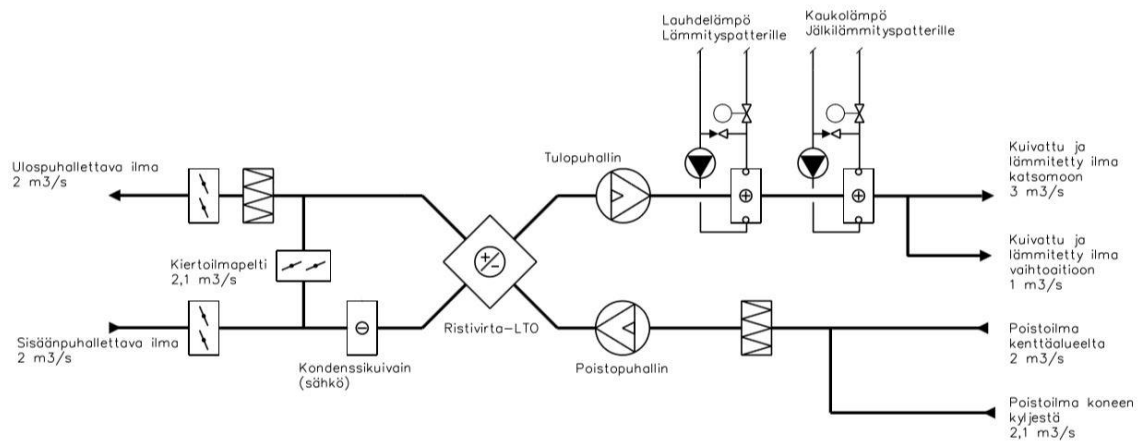 Lauhdelämpö
Lämmityspatterille
Kaukolämpö
Jälkilämmityspatterille
Ulospuhallettava ilma
2 m3/s
Tulopuhallin
Kuivattu ja
lämmitetty ilma
katsomoon
3 m3/s
Kiertoilmapelti
2,1 m3/s
+/-
Kuivattu ja
lämmitetty ilma
vaihtoaitioon
1 m3/s
Sisäänpuhallettava ilma
2 m3/s
Ristivirta-LTO
Kondenssikuivain
(sähkö)
Poistopuhallin
Poistoilma
kenttäalueelta
2 m3/s
Poistoilma koneen
kyljestä
2,1 m3/s